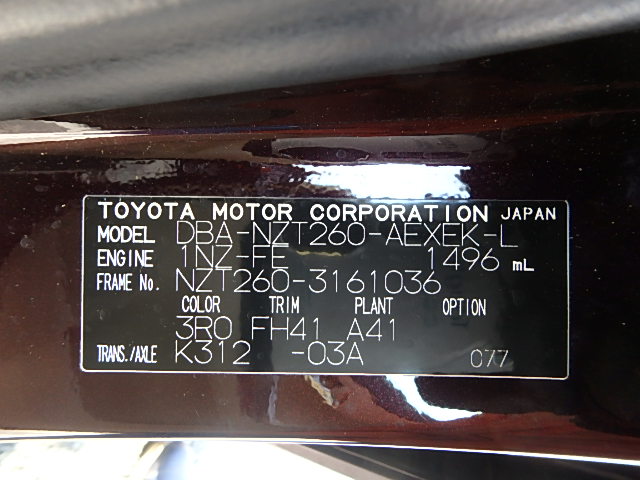 TOYOTA MOTOR CORPORATION JAPAN
MODEL DBA-NZT260-AEXEK-L
ENGINE 1NZ-FE 1496 mL
FRAME No. NZT260-3161036
COLOR TRIM PLANT OPTION
3R0 FH41 A41
TRANS./AXLE K312 -03A 077